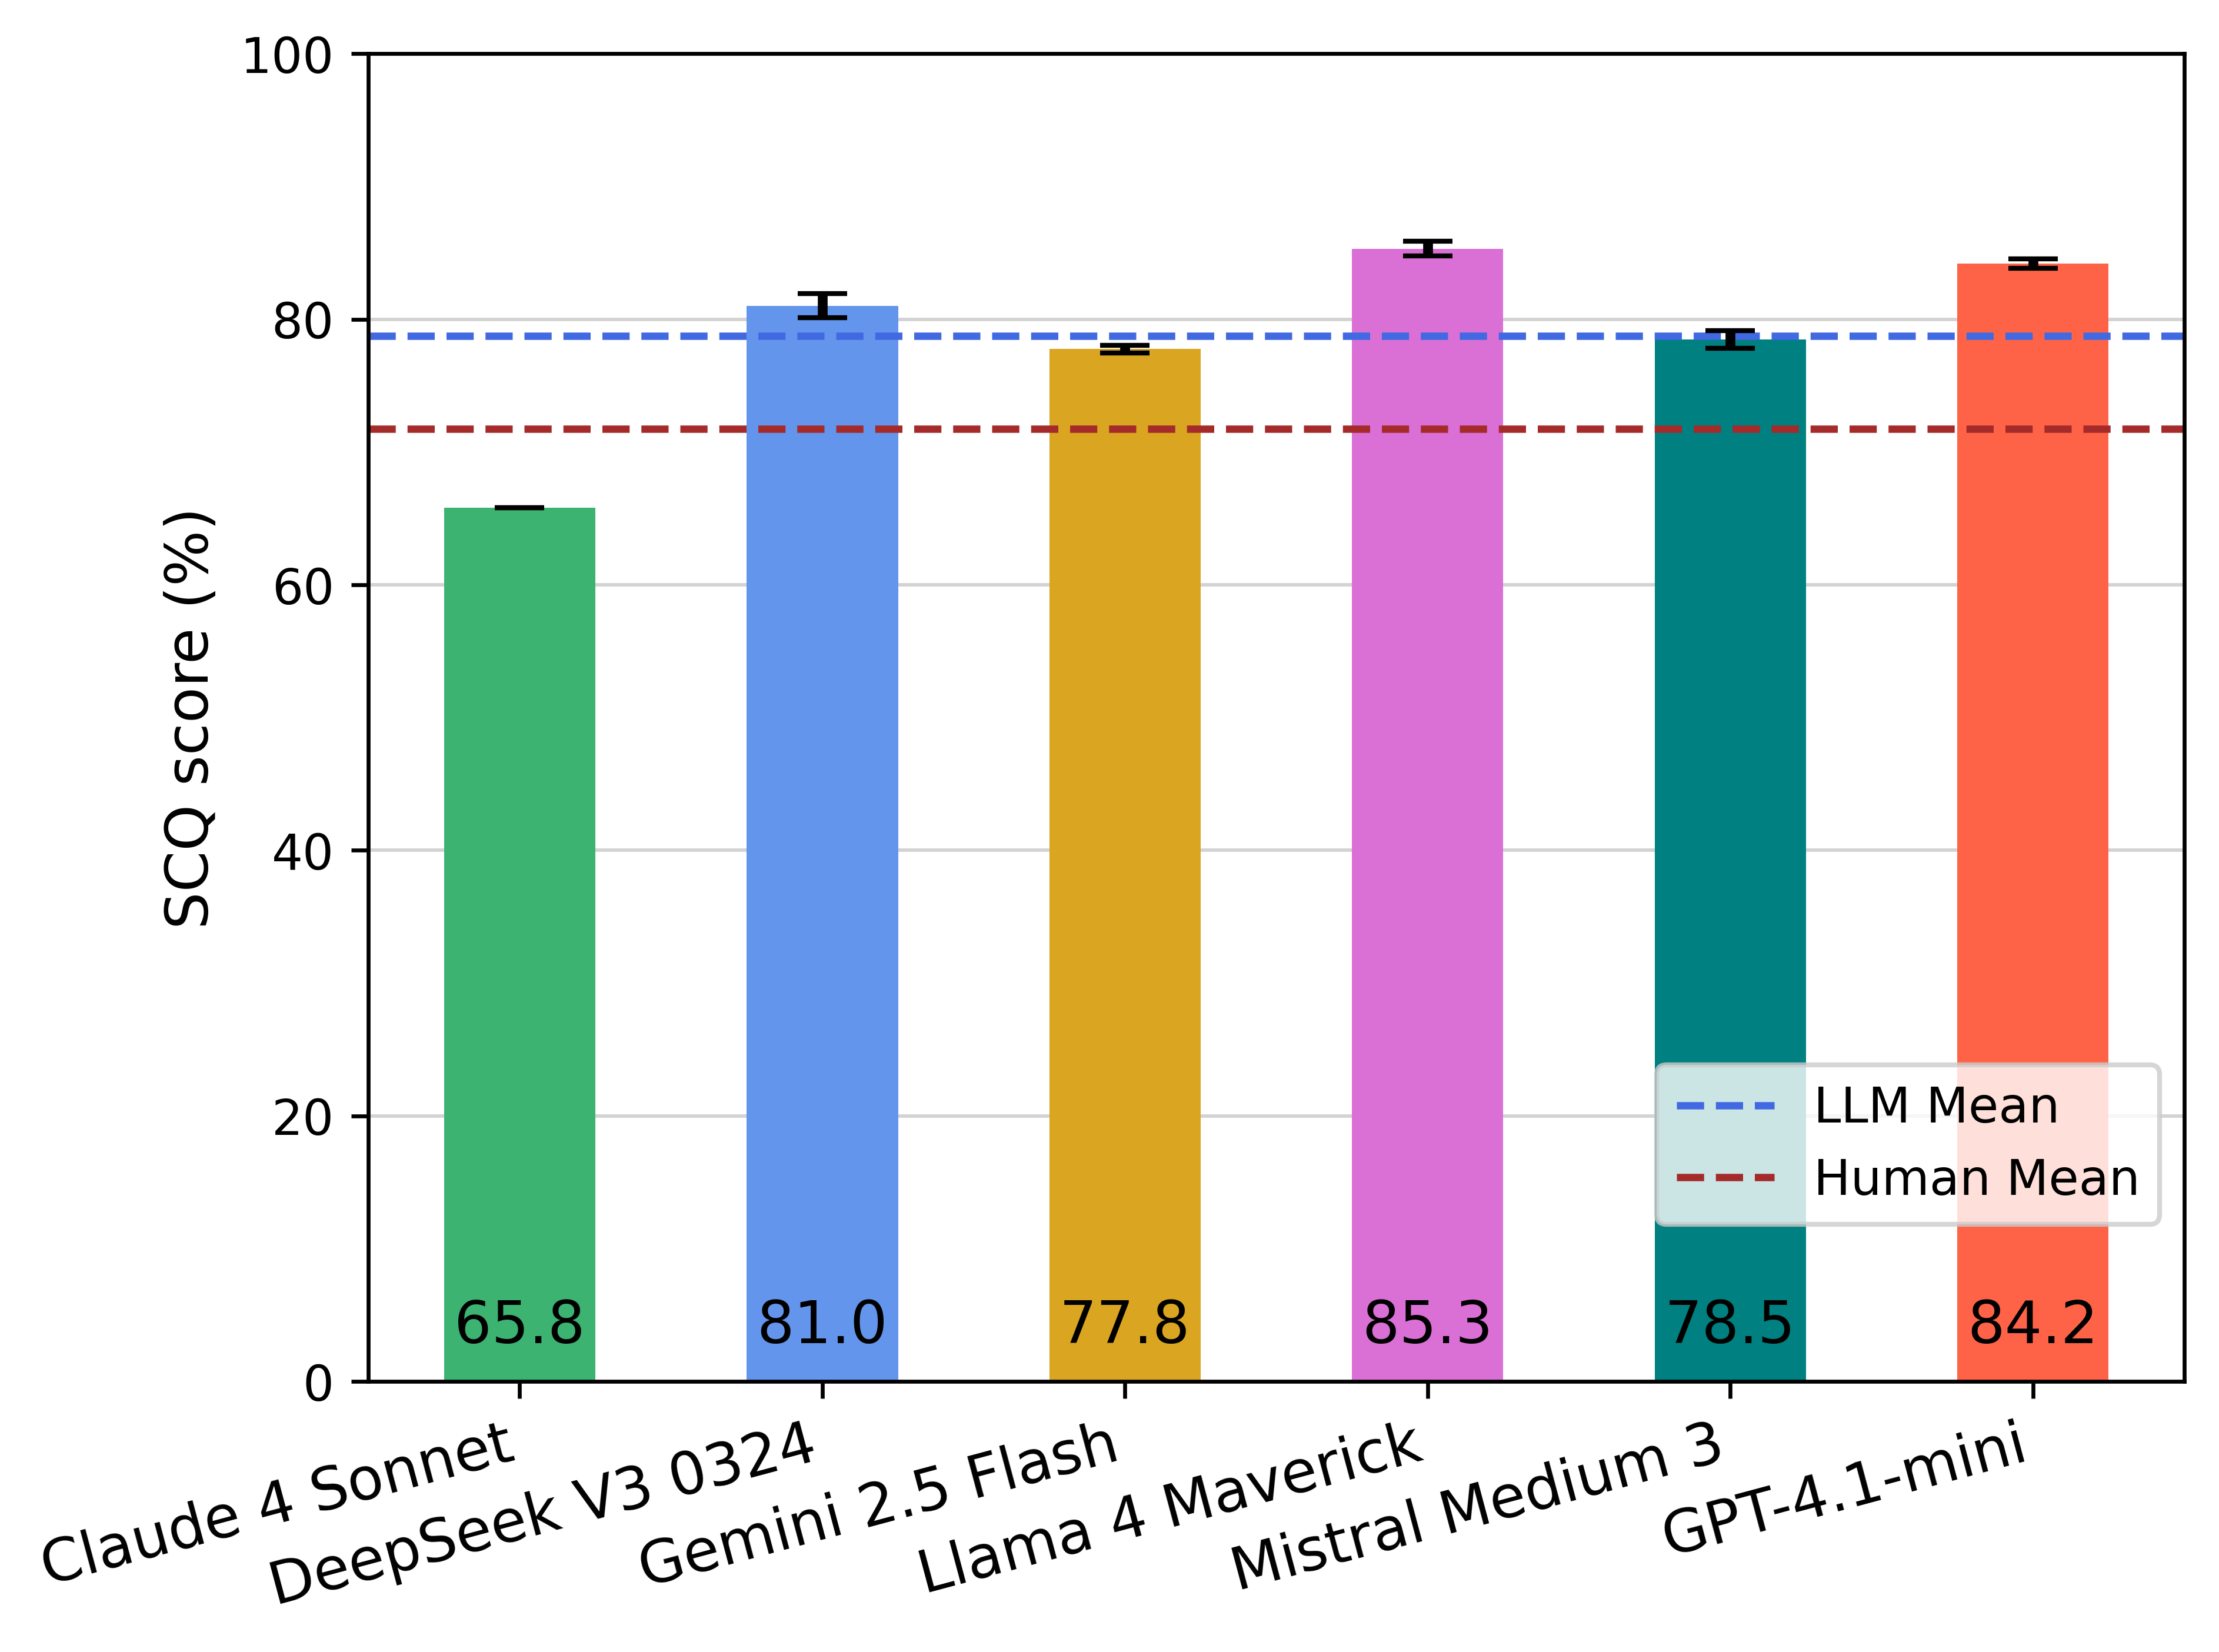 100
80
60
40
20
0
SCQ score (%)
65.8
81.0
77.8
85.3
78.5
84.2
LLM Mean
Human Mean
Claude 4 Sonnet
DeepSeek V3 0324
Gemini 2.5 Flash
Llama 4 Maverick
Mistral Medium 3
GPT-4.1-mini